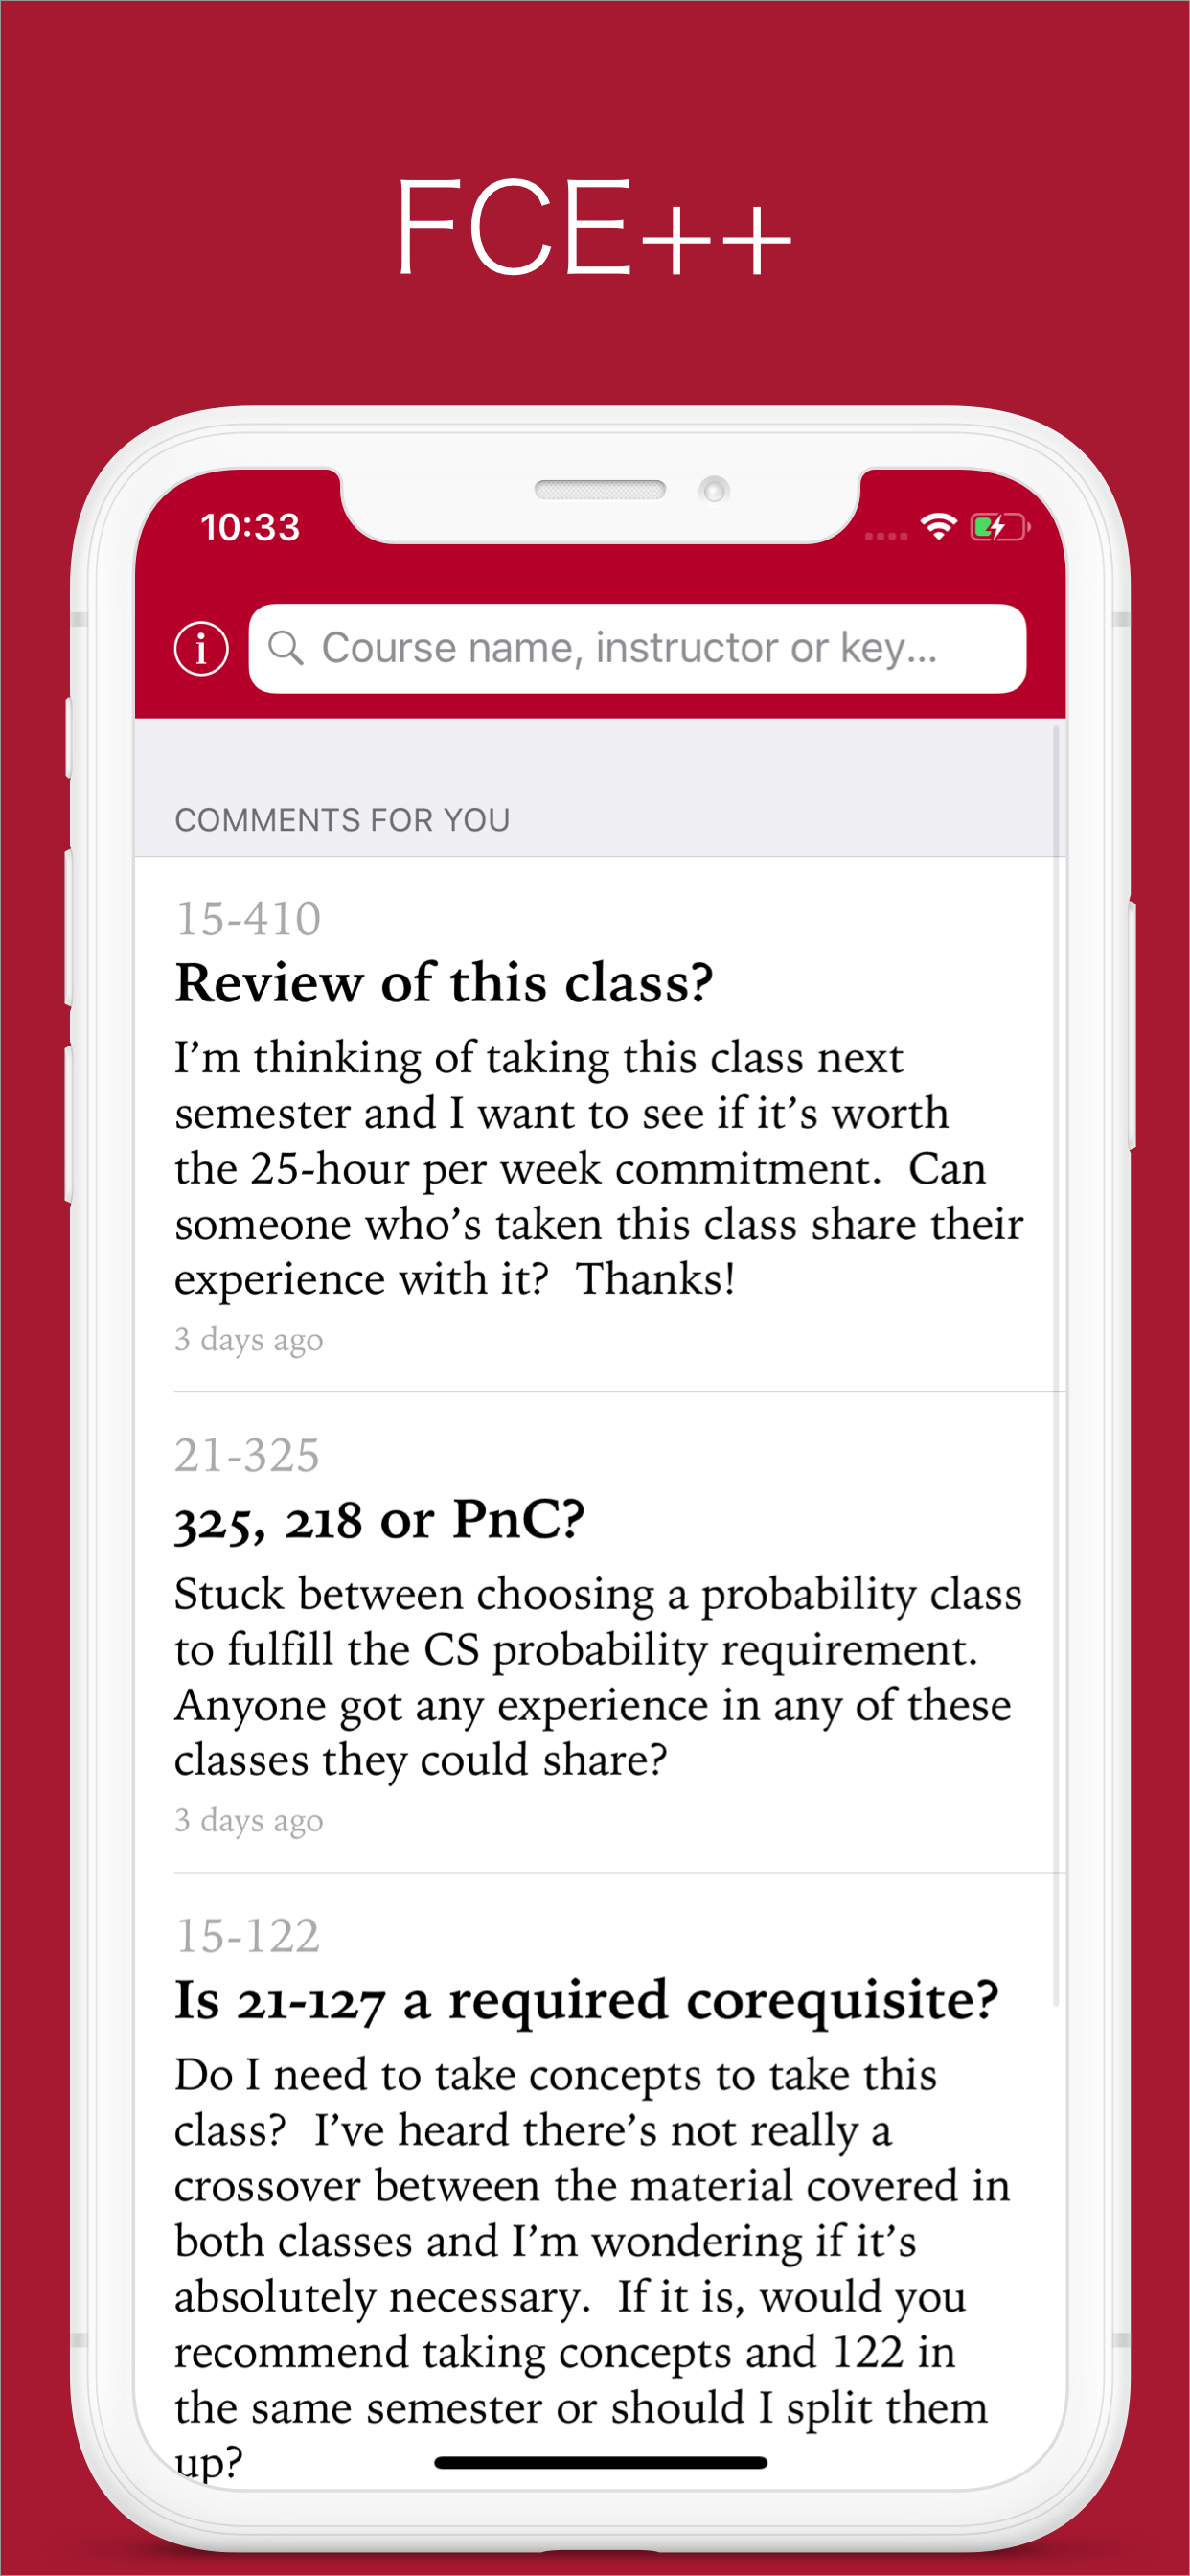 FCE++
10:33
i
Course name, instructor or key...
COMMENTS FOR YOU
15-410
Review of this class?
I’m thinking of taking this class next
semester and I want to see if it’s worth
the 25-hour per week commitment.  Can
someone who’s taken this class share their
experience with it?  Thanks!
3 days ago
21-325
325, 218 or PnC?
Stuck between choosing a probability class
to fulfill the CS probability requirement.
Anyone got any experience in any of these
classes they could share?
3 days ago
15-122
Is 21-127 a required corequisite?
Do I need to take concepts to take this
class?  I’ve heard there’s not really a
crossover between the material covered in
both classes and I’m wondering if it’s
absolutely necessary.  If it is, would you
recommend taking concepts and 122 in
the same semester or should I split them
up?